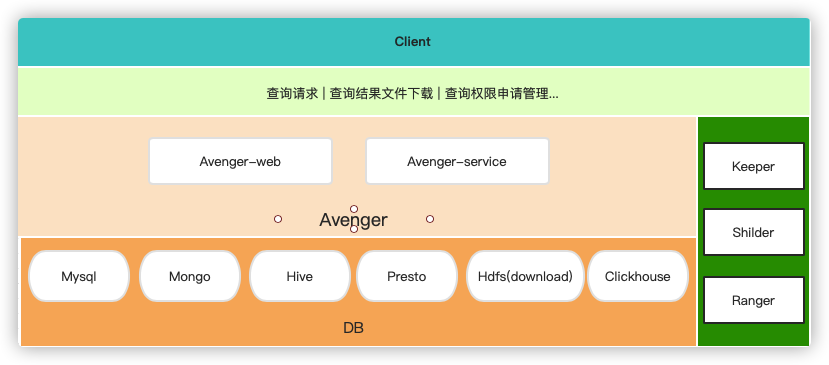 Client
查询请求 | 查询结果文件下载 | 查询权限申请管理...
Avenger-web
Avenger-service
Avenger
Keeper
Shilder
Ranger
Mysql
Mongo
Hive
Presto
Hdfs(download)
Clickhouse
DB